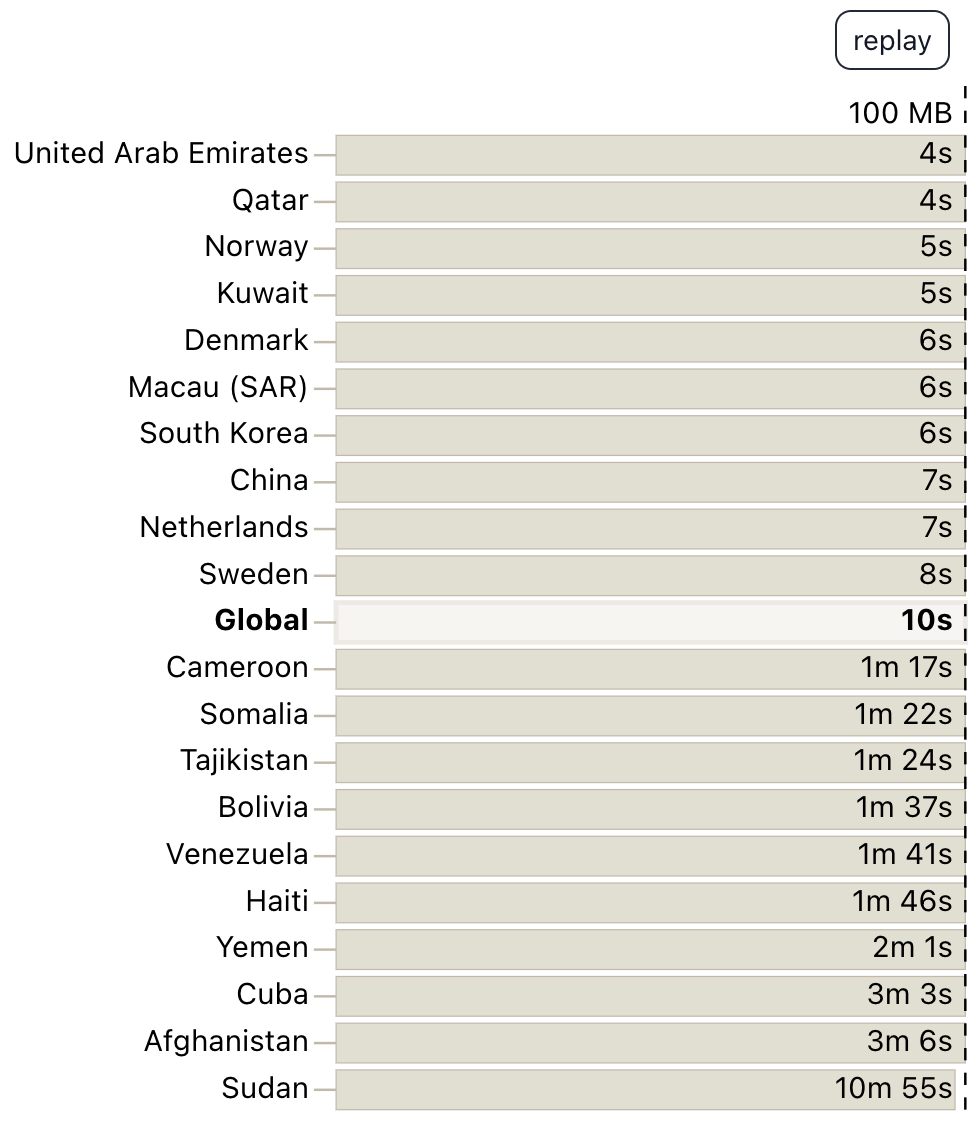 replay
100 MB
United Arab Emirates 4s
Qatar 4s
Norway 5s
Kuwait 5s
Denmark 6s
Macau (SAR) 6s
South Korea 6s
China 7s
Netherlands 7s
Sweden 8s
Global 10s
Cameroon 1m 17s
Somalia 1m 22s
Tajikistan 1m 24s
Bolivia 1m 37s
Venezuela 1m 41s
Haiti 1m 46s
Yemen 2m 1s
Cuba 3m 3s
Afghanistan 3m 6s
Sudan 10m 55s